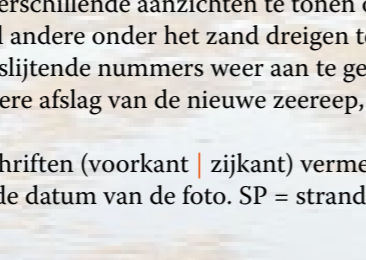 erschillende aanzichten te tonen
andere onder het zand dreigen
slijtende nummers weer aan te ge
ere afslag van de nieuwe zeereep,
hriften (voorkant | zijkant) verme
de datum van de foto. SP = strand